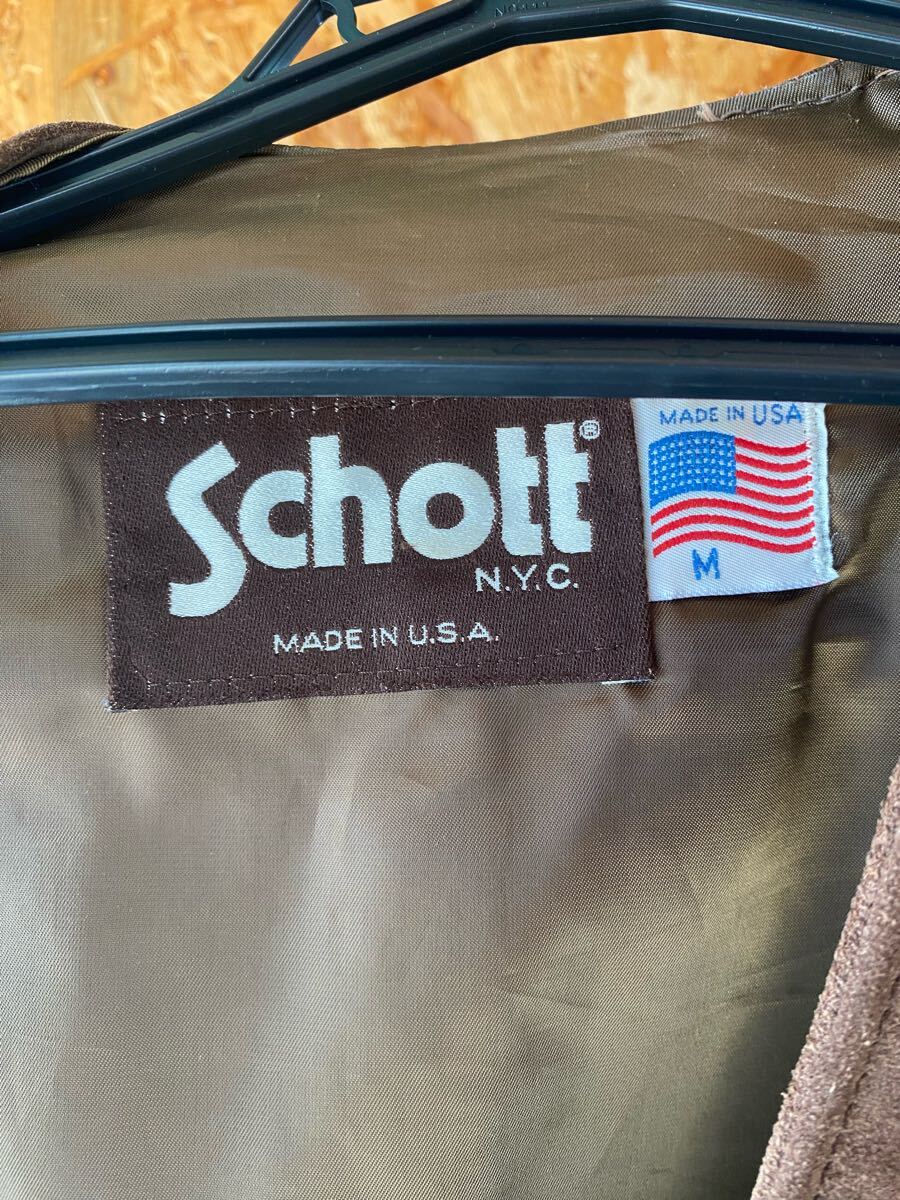 Schott®
N.Y.C.
MADE IN U.S.A.
MADE IN USA
M